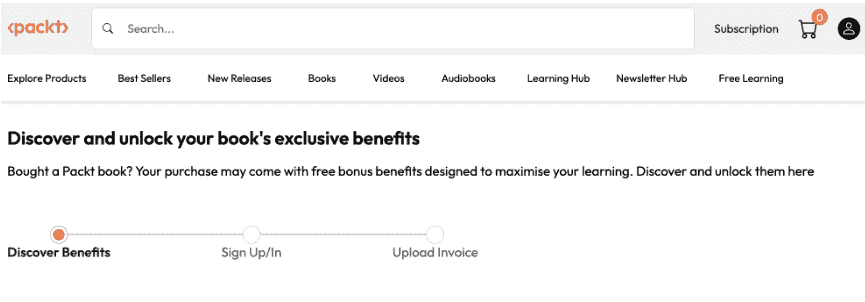 <packt>
Search...
Subscription
0
Explore Products Best Sellers New Releases Books Videos Audiobooks Learning Hub Newsletter Hub Free Learning
Discover and unlock your book's exclusive benefits
Bought a Packt book? Your purchase may come with free bonus benefits designed to maximise your learning. Discover and unlock them here
Discover Benefits Sign Up/In Upload Invoice